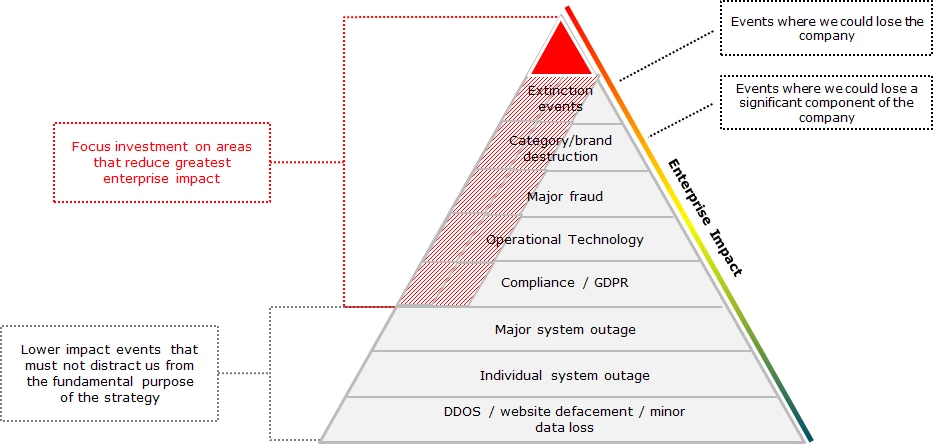 Events where we could lose the
company
Events where we could lose a
significant component of the
company
Extinction
events
Category/brand
destruction
Focus investment on areas
that reduce greatest
enterprise impact
Enterprise Impact
Major fraud
Operational Technology
Compliance / GDPR
Major system outage
Lower impact events that
must not distract us from
the fundamental purpose
of the strategy
Individual system outage
DDOS / website defacement / minor
data loss